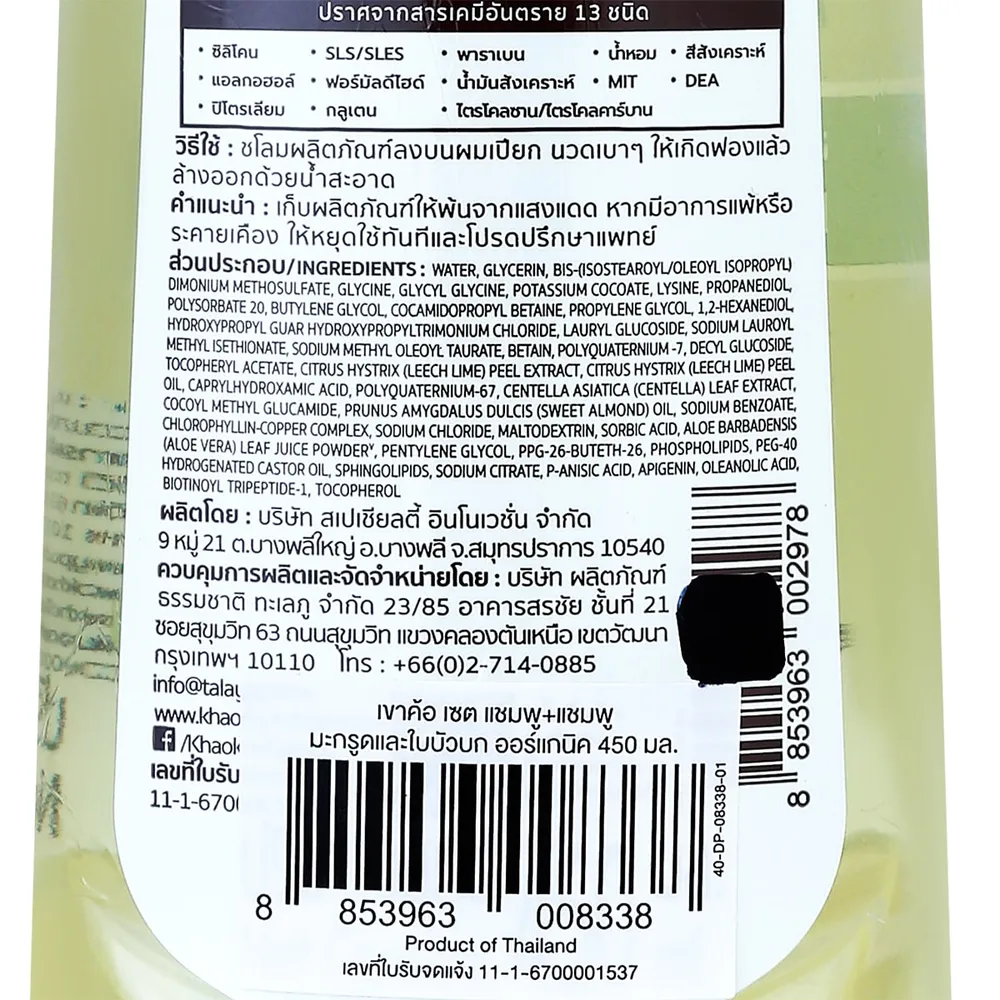 ปราศจากสารเคมีอันตราย 13 ชนิด
• ซิลิโคน • SLS/SLES • พาราเบน • น้ำหอม • สีสังเคราะห์
• แอลกอฮอล์ • ฟอร์มัลดีไฮด์ • น้ำมันสังเคราะห์ • MIT • DEA
• ปิโตรเลียม • กลูเตน • ไตรโคลซาน/ไตรโคลคาร์บาน
วิธีใช้ : ชโลมผลิตภัณฑ์ลงบนผมเปียก นวดเบาๆ ให้เกิดฟองแล้ว
ล้างออกด้วยน้ำสะอาด
คำแนะนำ : เก็บผลิตภัณฑ์ให้พ้นจากแสงแดด หากมีอาการแพ้หรือ
ระคายเคือง ให้หยุดใช้ทันทีและโปรดปรึกษาแพทย์
ส่วนประกอบ/INGREDIENTS : WATER, GLYCERIN, BIS-(ISOSTEAROYL/OLEOYL ISOPROPYL)
DIMONIUM METHOSULFATE, GLYCINE, GLYCYL GLYCINE, POTASSIUM COCOATE, LYSINE, PROPANEDIOL,
POLYSORBATE 20, BUTYLENE GLYCOL, COCAMIDOPROPYL BETAINE, PROPYLENE GLYCOL, 1,2-HEXANEDIOL,
HYDROXYPROPYL GUAR HYDROXYPROPYLTRIMONIUM CHLORIDE, LAURYL GLUCOSIDE, SODIUM LAUROYL
METHYL ISETHIONATE, SODIUM METHYL OLEOYL TAURATE, BETAIN, POLYQUATERNIUM -7, DECYL GLUCOSIDE,
TOCOPHERYL ACETATE, CITRUS HYSTRIX (LEECH LIME) PEEL EXTRACT, CITRUS HYSTRIX (LEECH LIME) PEEL
OIL, CAPRYLHYDROXAMIC ACID, POLYQUATERNIUM-67, CENTELLA ASIATICA (CENTELLA) LEAF EXTRACT,
COCOYL METHYL GLUCAMIDE, PRUNUS AMYGDALUS DULCIS (SWEET ALMOND) OIL, SODIUM BENZOATE,
CHLOROPHYLLIN-COPPER COMPLEX, SODIUM CHLORIDE, MALTODEXTRIN, SORBIC ACID, ALOE BARBADENSIS
(ALOE VERA) LEAF JUICE POWDER*, PENTYLENE GLYCOL, PPG-26-BUTETH-26, PHOSPHOLIPIDS, PEG-40
HYDROGENATED CASTOR OIL, SPHINGOLIPIDS, SODIUM CITRATE, P-ANISIC ACID, APIGENIN, OLEANOLIC ACID,
BIOTINOYL TRIPEPTIDE-1, TOCOPHEROL
ผลิตโดย : บริษัท สเปเชียลตี้ อินโนเวชั่น จำกัด
9 หมู่ 21 ต.บางพลีใหญ่ อ.บางพลี จ.สมุทรปราการ 10540
ควบคุมการผลิตและจัดจำหน่ายโดย : บริษัท ผลิตภัณฑ์
ธรรมชาติ ทะเลภู จำกัด 23/85 อาคารสรชัย ชั้นที่ 21
ซอยสุขุมวิท 63 ถนนสุขุมวิท แขวงคลองตันเหนือ เขตวัฒนา
กรุงเทพฯ 10110 โทร : +66(0)2-714-0885
info@talay
www.khao
/Khaok
เลขที่ใบรับ
11-1-6700
8 853963 002978
เขาค้อ เซต แชมพู+แชมพู
มะกรูดและใบบัวบก ออร์แกนิค 450 มล.
40-DP-08338-01
8 853963 008338
Product of Thailand
เลขที่ใบรับจดแจ้ง 11-1-6700001537